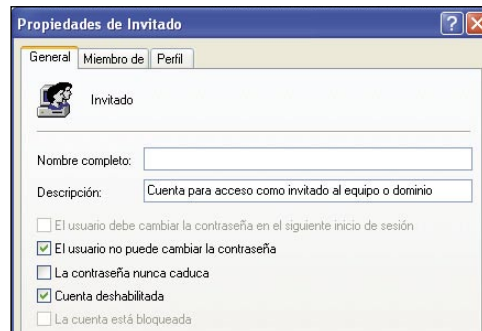 Propiedades de Invitado
General Miembro de Perfil
Invitado
Nombre completo:
Descripción: Cuenta para acceso como invitado al equipo o dominio
El usuario debe cambiar la contraseña en el siguiente inicio de sesión
El usuario no puede cambiar la contraseña
La contraseña nunca caduca
Cuenta deshabilitada
La cuenta está bloqueada